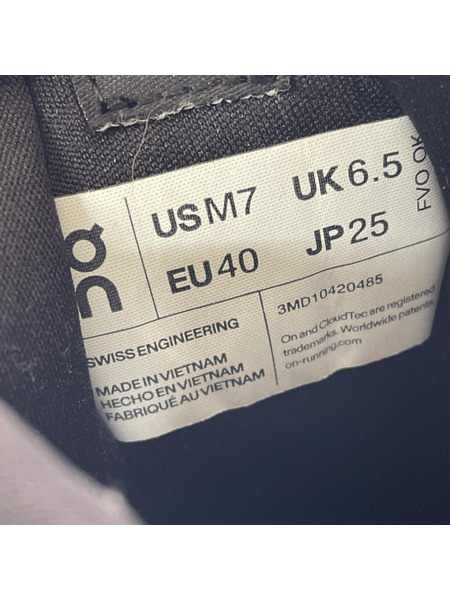 US M7 UK 6.5
EU 40 JP 25
FVO OK
SWISS ENGINEERING
MADE IN VIETNAM
HECHO EN VIETNAM
FABRIQUÉ AU VIETNAM
3MD10420485
On and CloudTec are registered
trademarks. Worldwide patents
on-running.com